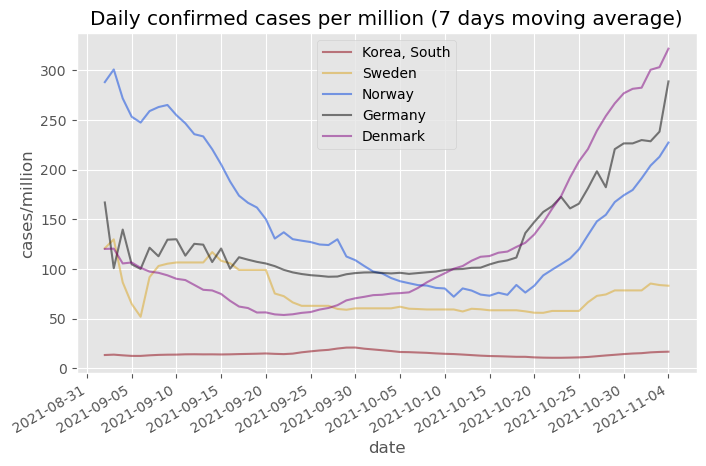 Daily confirmed cases per million (7 days moving average)
Korea, South
Sweden
Norway
Germany
Denmark
cases/million
300
250
200
150
100
50
0
2021-08-31
2021-09-05
2021-09-10
2021-09-15
2021-09-20
2021-09-25
2021-09-30
2021-10-05
2021-10-10
2021-10-15
2021-10-20
2021-10-25
2021-10-30
2021-11-04
date